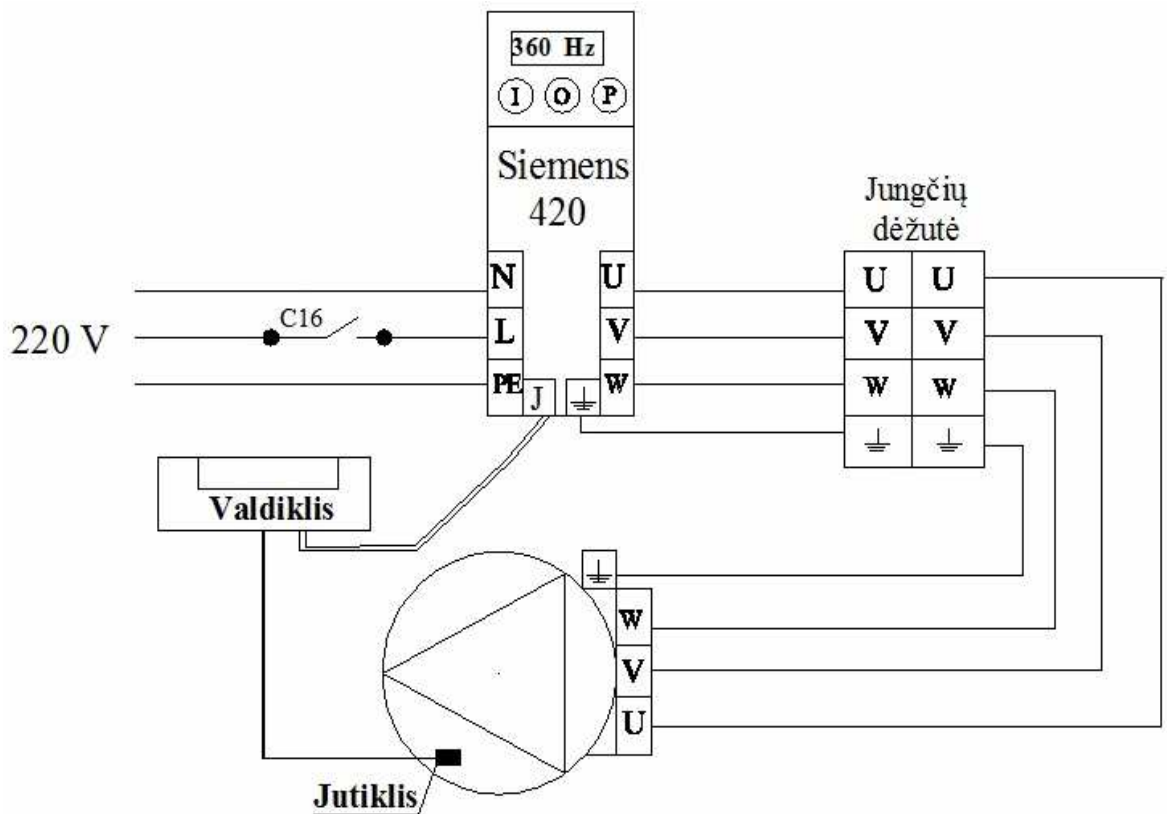 360 Hz
I O P
Siemens
420
Jungčių
dėžutė
N U U U
220 V C16 L V V V
PE J W W W
Valdiklis
W
V
U
Jutiklis